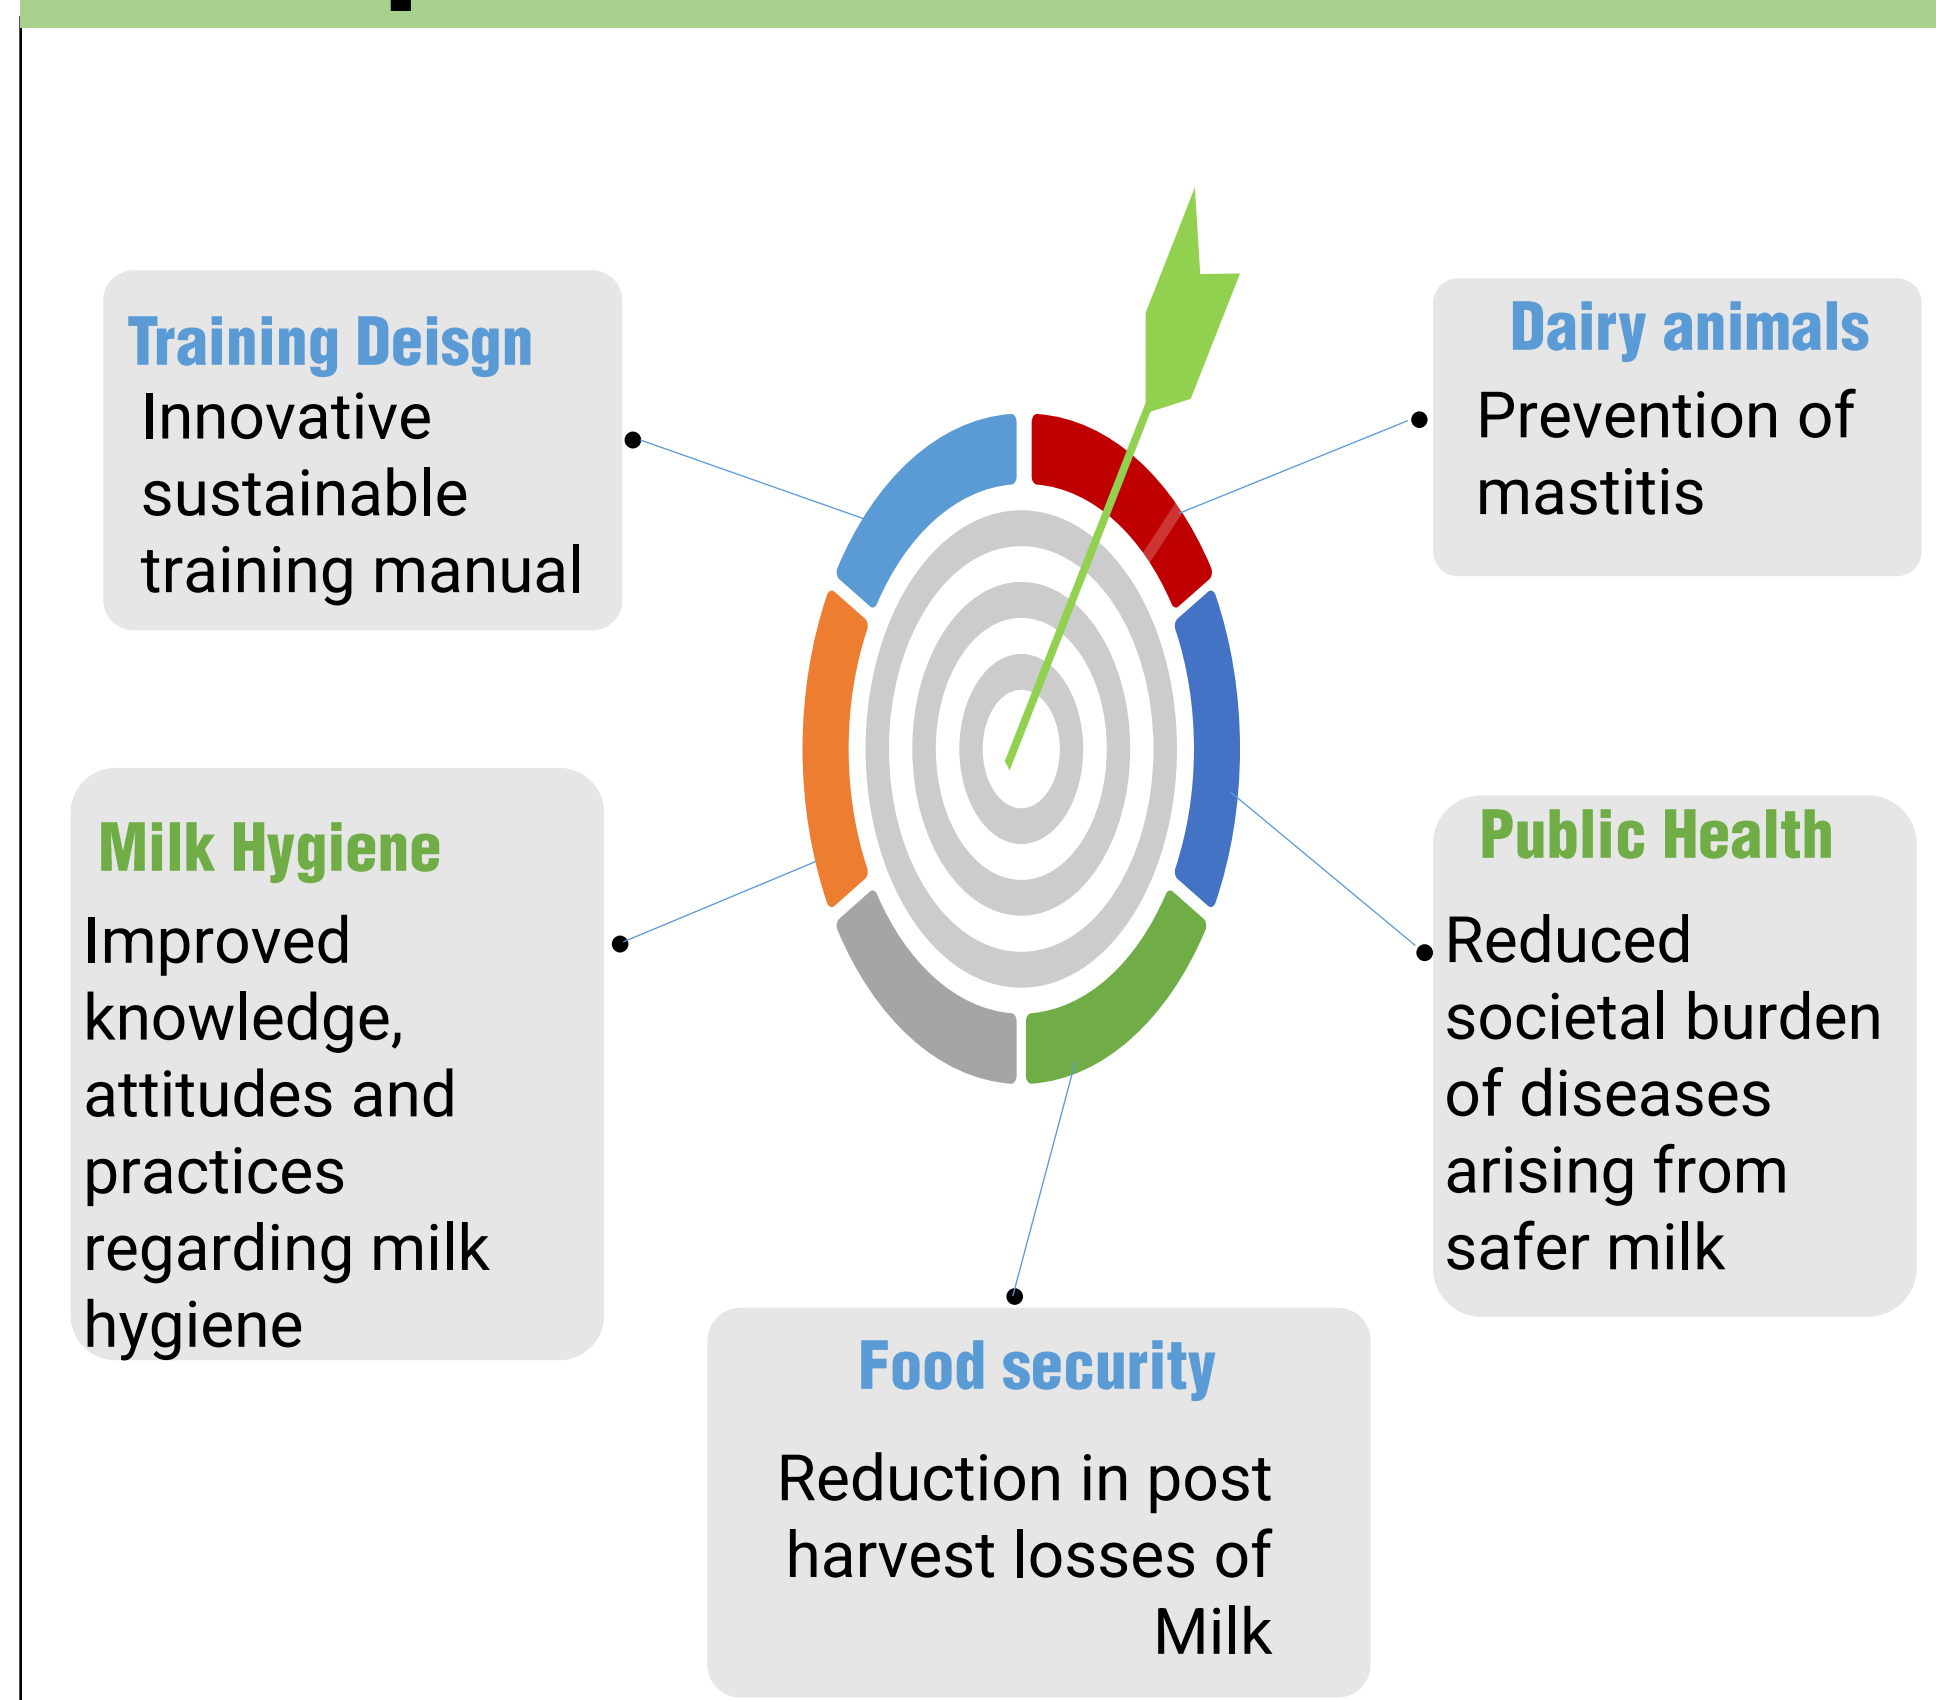 Training Deisgn
Innovative
sustainable
training manual
Dairy animals
Prevention of
mastitis
Milk Hygiene
Improved
knowledge,
attitudes and
practices
regarding milk
hygiene
Public Health
Reduced
societal burden
of diseases
arising from
safer milk
Food security
Reduction in post
harvest losses of
Milk